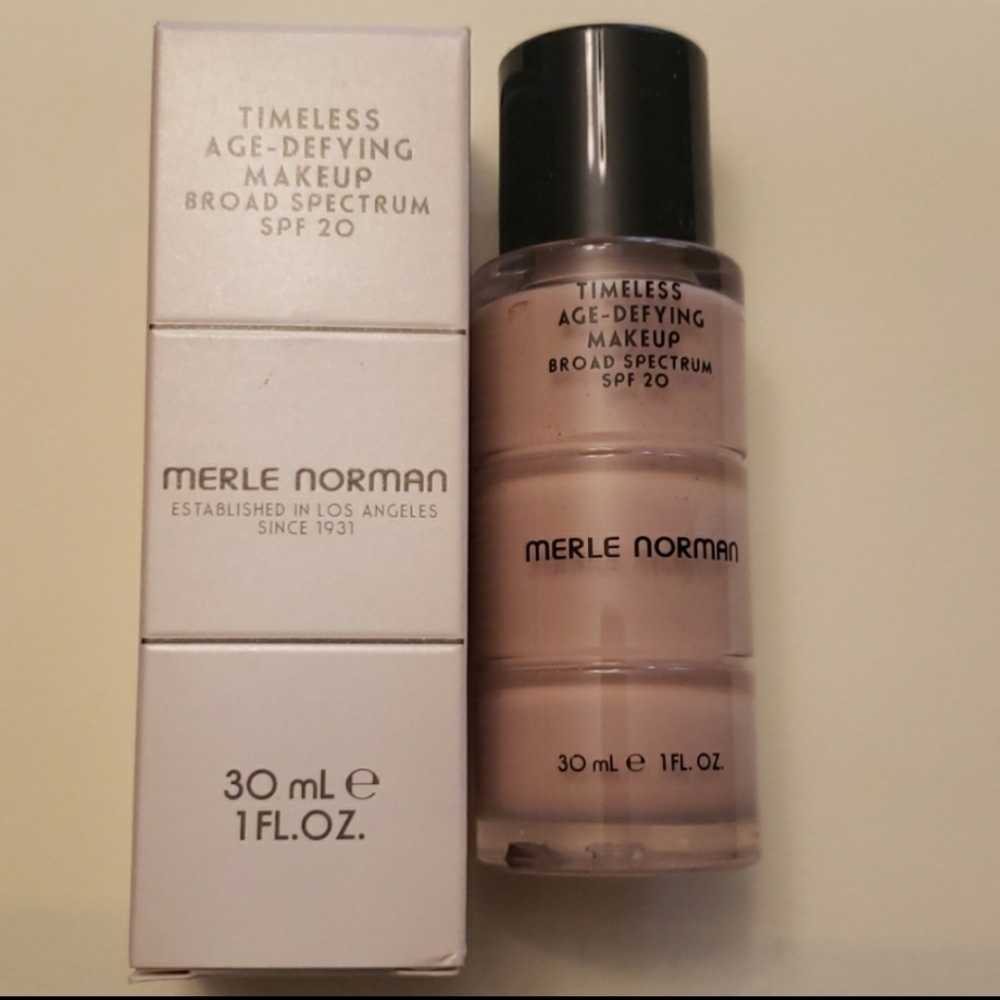 TIMELESS
AGE-DEFYING
MAKEUP
BROAD SPECTRUM
SPF 20
MERLE NORMAN
ESTABLISHED IN LOS ANGELES
SINCE 1931
30 mL e
1FL.OZ.
TIMELESS
AGE-DEFYING
MAKEUP
BROAD SPECTRUM
SPF 20
MERLE NORMAN
30 mL e 1FL.OZ.